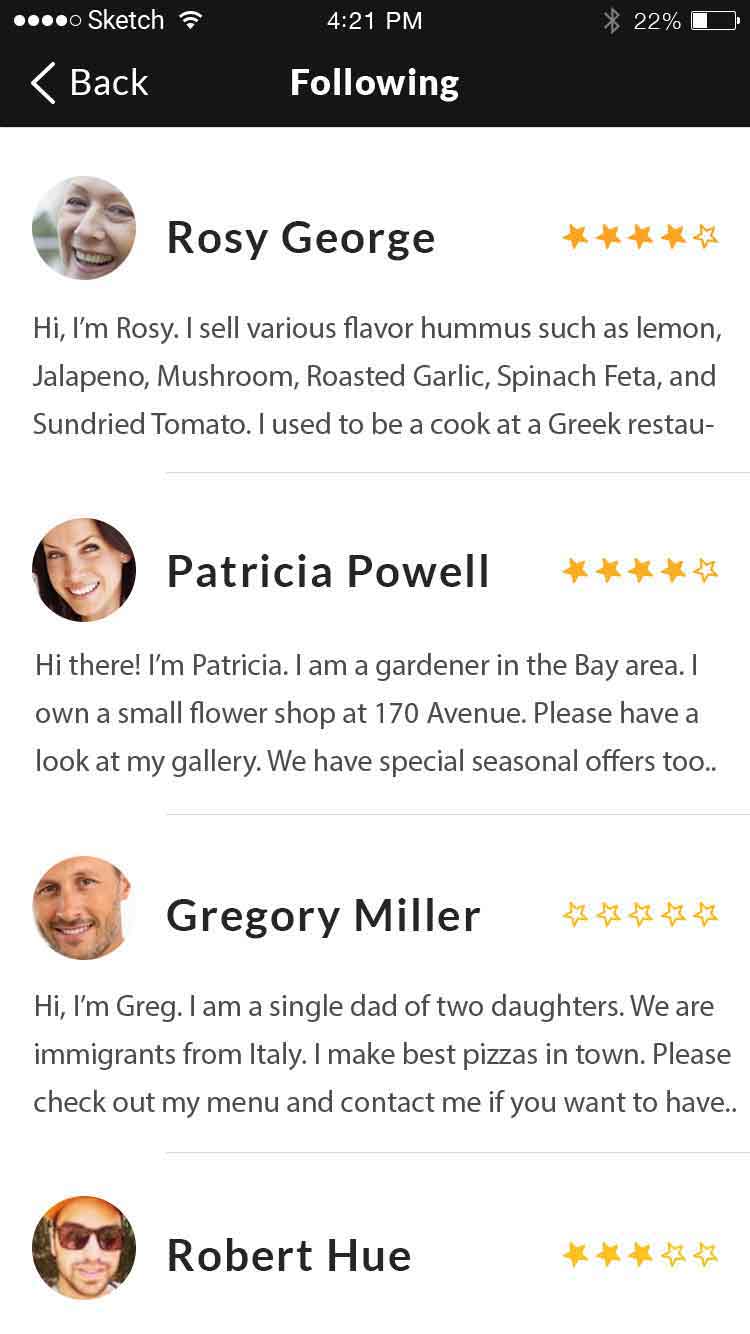 Sketch 4:21 PM 22%
Back Following
Rosy George
Hi, I’m Rosy. I sell various flavor hummus such as lemon,
Jalapeno, Mushroom, Roasted Garlic, Spinach Feta, and
Sundried Tomato. I used to be a cook at a Greek restau-
Patricia Powell
Hi there! I’m Patricia. I am a gardener in the Bay area. I
own a small flower shop at 170 Avenue. Please have a
look at my gallery. We have special seasonal offers too..
Gregory Miller
Hi, I’m Greg. I am a single dad of two daughters. We are
immigrants from Italy. I make best pizzas in town. Please
check out my menu and contact me if you want to have..
Robert Hue